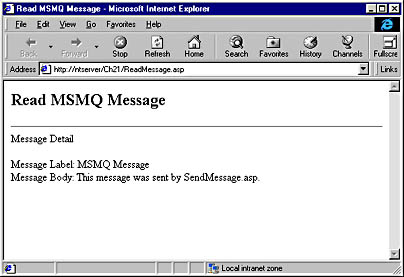 Read MSMQ Message - Microsoft Internet Explorer
File Edit View Go Favorites Help
Back Forward Stop Refresh Home Search Favorites History Channels Fullscre
Address http://ntserver/Ch21/ReadMessage.asp Links
Read MSMQ Message
Message Detail
Message Label: MSMQ Message
Message Body: This message was sent by SendMessage.asp.
Local intranet zone